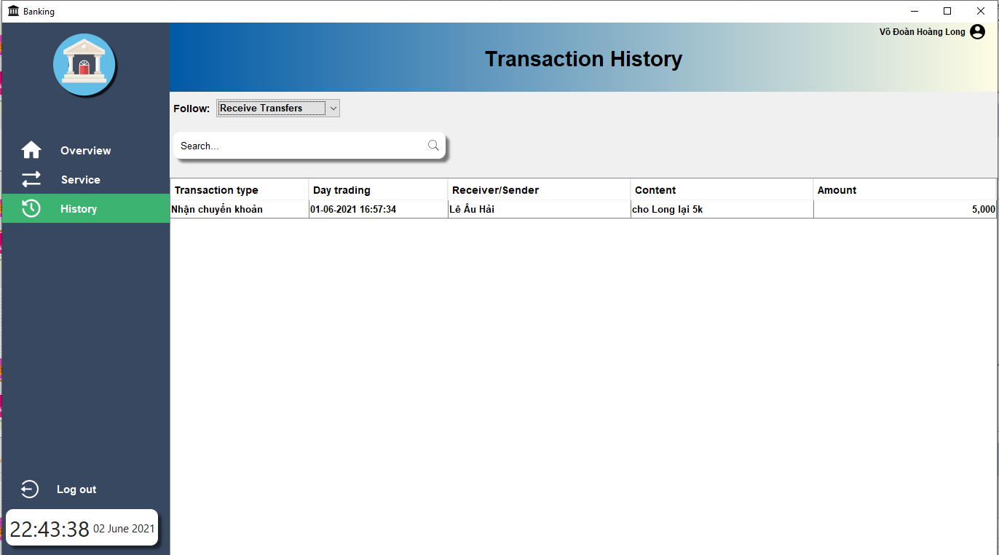 Banking
Võ Đoàn Hoàng Long
Transaction History
Follow: Receive Transfers
Search...
Overview
Service
History
Transaction type Day trading Receiver/Sender Content Amount
Nhận chuyển khoản 01-06-2021 16:57:34 Lê Âu Hải cho Long lại 5k 5,000
Log out
22:43:38 02 June 2021